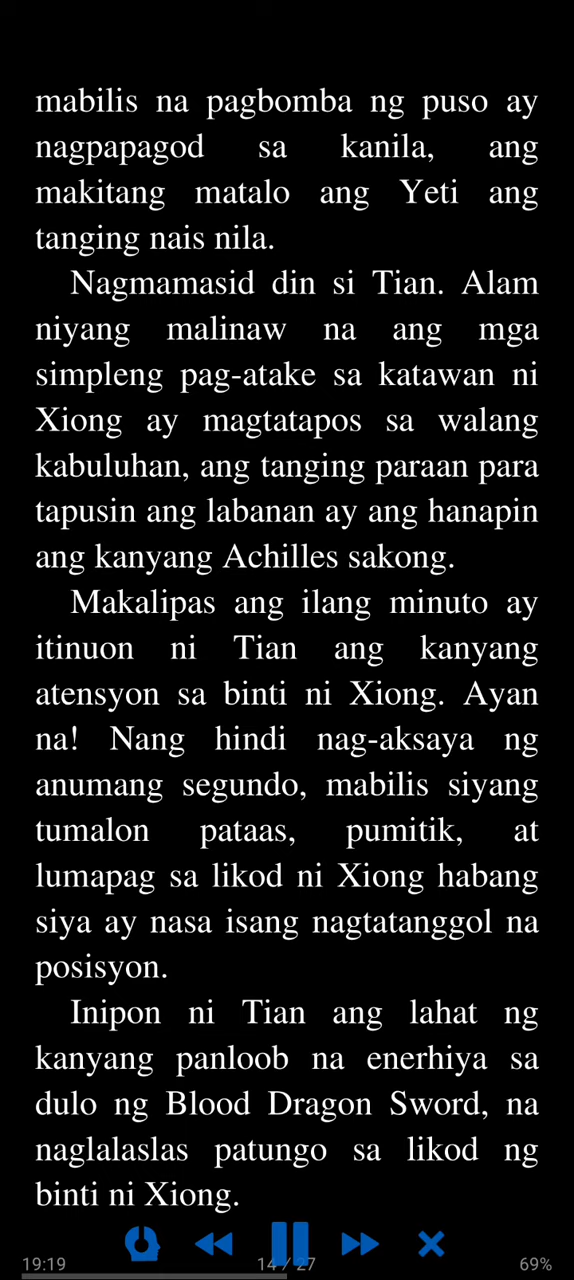 mabilis na pagbomba ng puso ay
nagpapagod sa kanila, ang
makitang matalo ang Yeti ang
tanging nais nila.
Nagmamasid din si Tian. Alam
niyang malinaw na ang mga
simpleng pag-atake sa katawan ni
Xiong ay magtatapos sa walang
kabuluhan, ang tanging paraan para
tapusin ang labanan ay ang hanapin
ang kanyang Achilles sakong.
Makalipas ang ilang minuto ay
itinuon ni Tian ang kanyang
atensyon sa binti ni Xiong. Ayan
na! Nang hindi nag-aksaya ng
anumang segundo, mabilis siyang
tumalon pataas, pumitik, at
lumapag sa likod ni Xiong habang
siya ay nasa isang nagtatanggol na
posisyon.
Inipon ni Tian ang lahat ng
kanyang panloob na enerhiya sa
dulo ng Blood Dragon Sword, na
naglalaslas patungo sa likod ng
binti ni Xiong.
19:19 14 / 27 69%